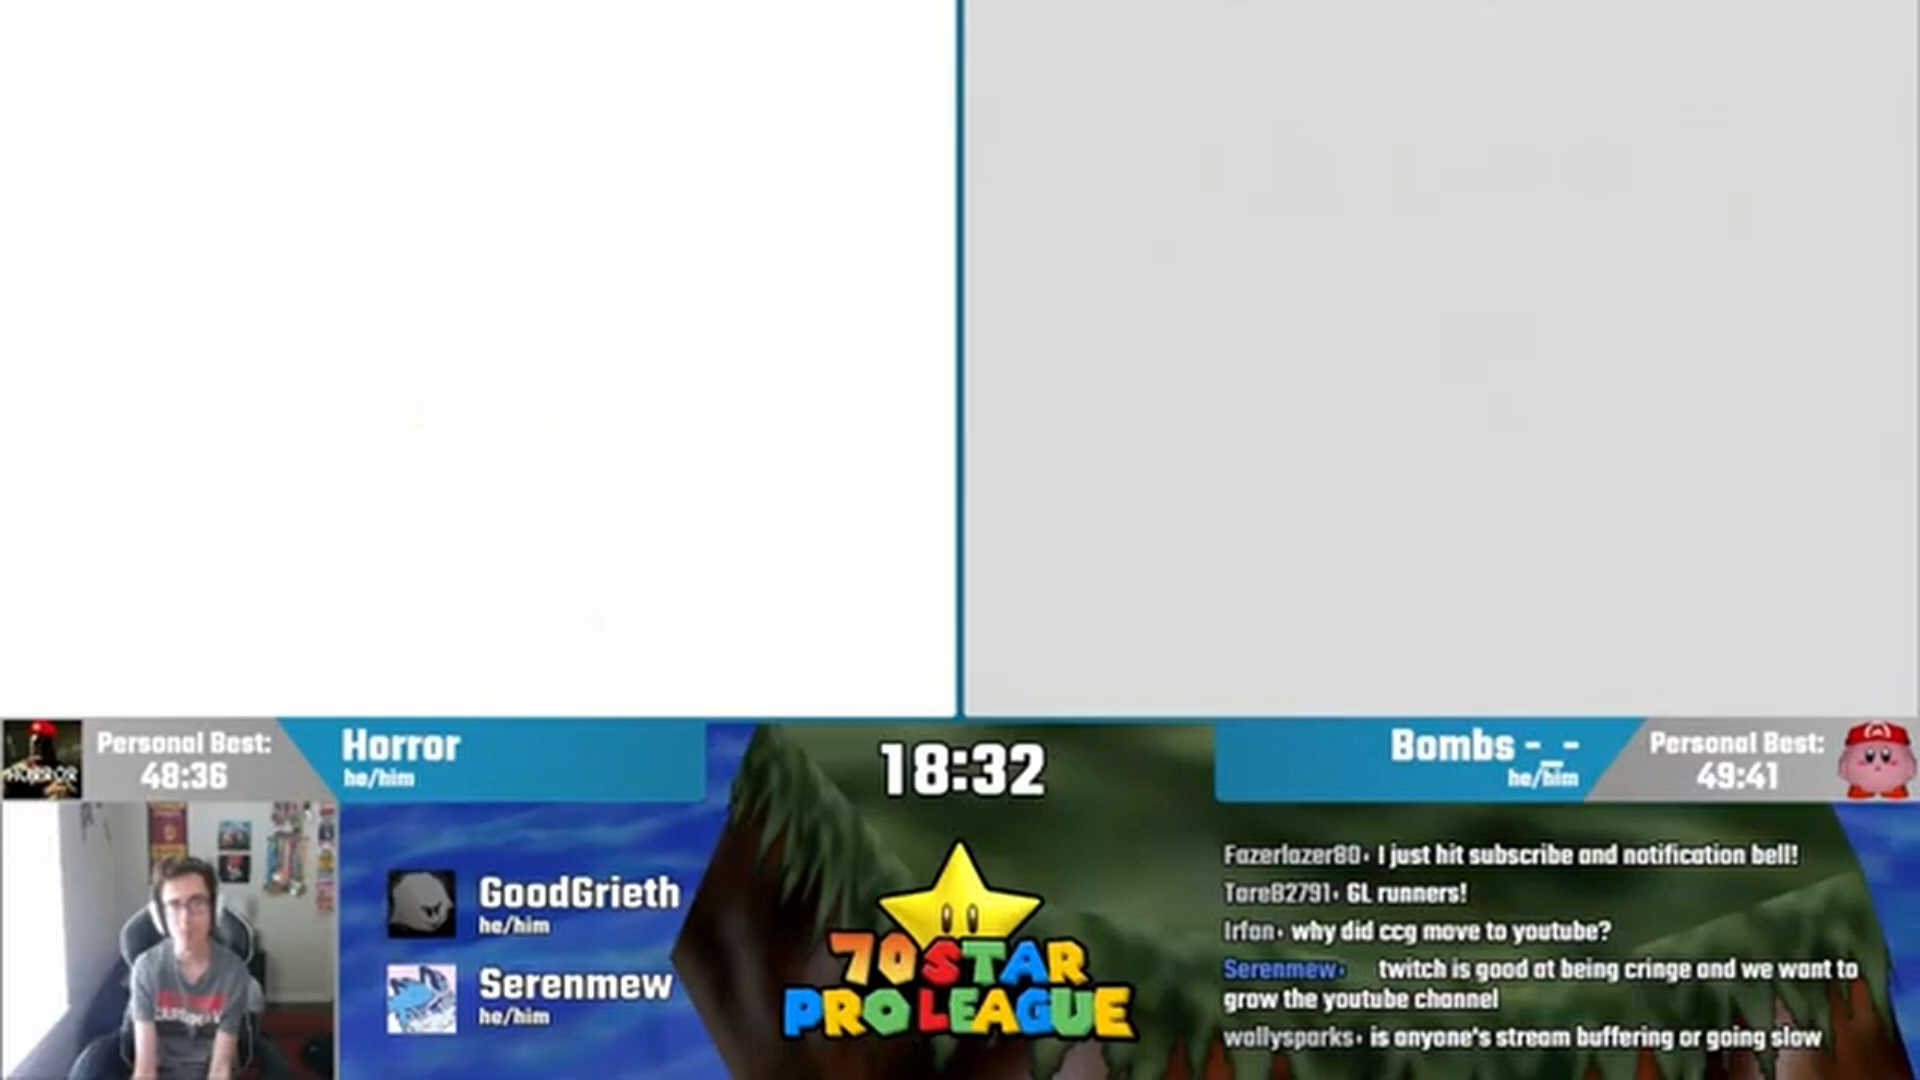 HORROR
Personal Best:
48:36
Horror
he/him
18:32
Bombs -_-
he/him
Personal Best:
49:41
GoodGrieth
he/him
Serenmew
he/him
70 STAR
PRO LEAGUE
Fazerlazer80: I just hit subscribe and notification bell!
TareB2791: GL runners!
Irfan: why did ccg move to youtube?
Serenmew: twitch is good at being cringe and we want to
grow the youtube channel
wallysparks: is anyone's stream buffering or going slow